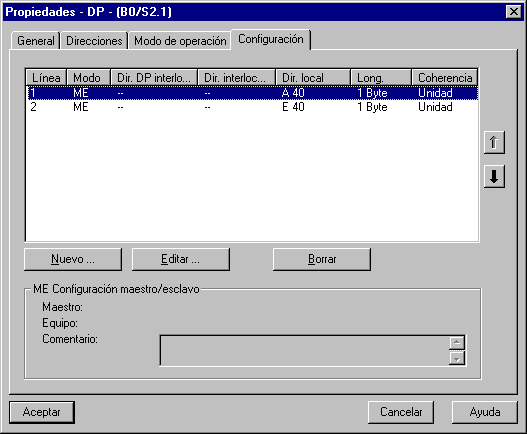 Propiedades - DP - (B0/S2.1)
General Direcciones Modo de operación Configuración
Línea Modo Dir. DP interlo... Dir. interloc... Dir. local Long. Coherencia
1 ME -- -- A 40 1 Byte Unidad
2 ME -- -- E 40 1 Byte Unidad
Nuevo ... Editar ... Borrar
ME Configuración maestro/esclavo
Maestro:
Equipo:
Comentario:
Aceptar Cancelar Ayuda